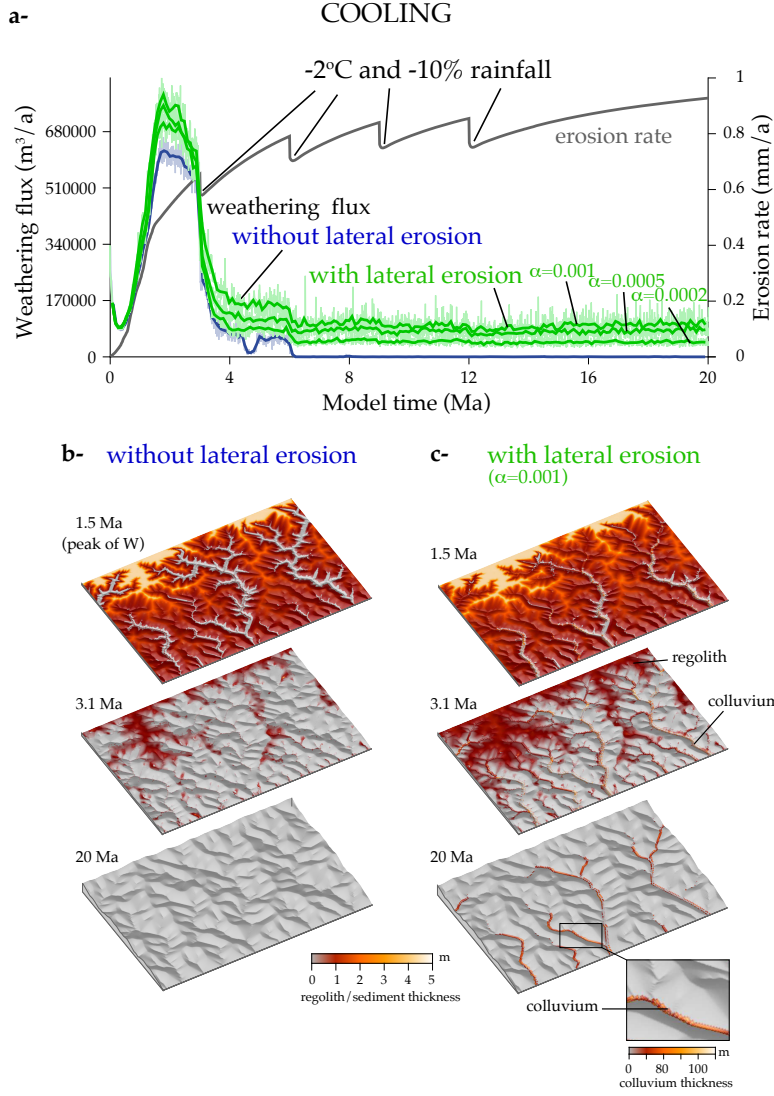 a-
COOLING
-2°C and -10% rainfall
Weathering flux (m³/a)
680000
510000
340000
170000
0
erosion rate
weathering flux
without lateral erosion
with lateral erosion
α=0.001
α=0.0005
α=0.0002
1
0.8
0.6
0.4
0.2
0
Erosion rate (mm/a)
0 4 8 12 16 20
Model time (Ma)
b- without lateral erosion
c- with lateral erosion
(α=0.001)
1.5 Ma
(peak of W)
3.1 Ma
20 Ma
1.5 Ma
regolith
3.1 Ma
colluvium
20 Ma
m
0 1 2 3 4 5
regolith/sediment thickness
colluvium
m
0 80 100
colluvium thickness